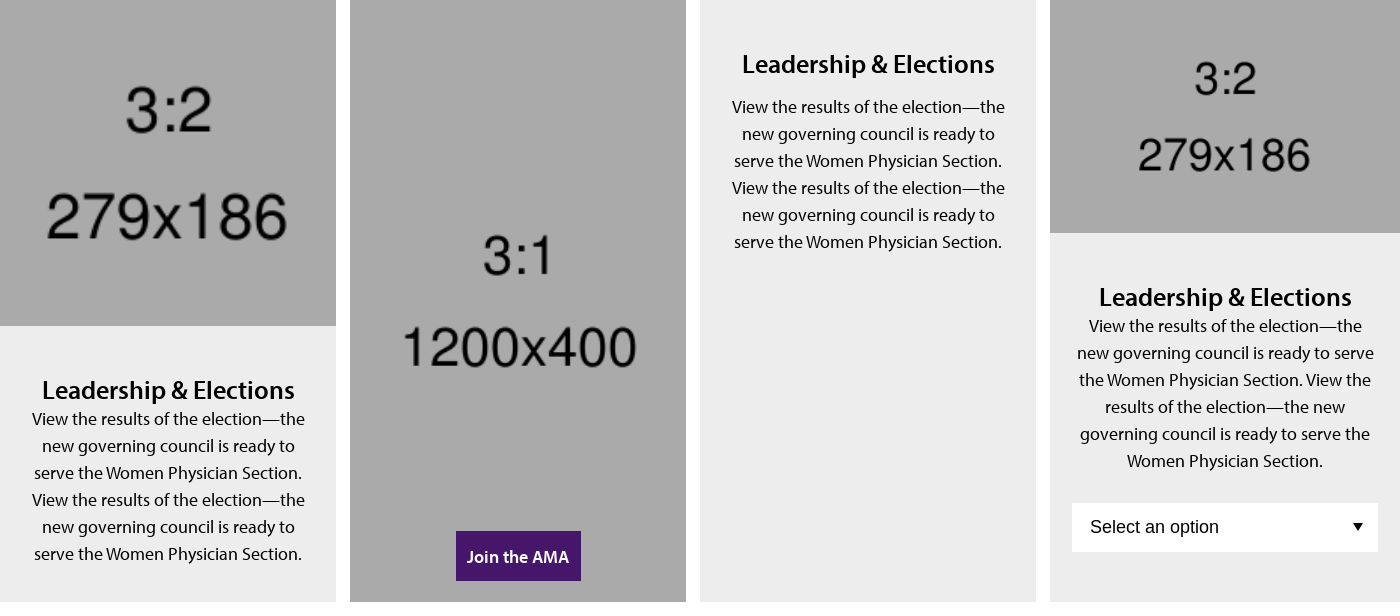 3:2
279x186
Leadership & Elections
View the results of the election—the
new governing council is ready to
serve the Women Physician Section.
View the results of the election—the
new governing council is ready to
serve the Women Physician Section.
3:1
1200x400
Join the AMA
Leadership & Elections
View the results of the election—the
new governing council is ready to
serve the Women Physician Section.
View the results of the election—the
new governing council is ready to
serve the Women Physician Section.
3:2
279x186
Leadership & Elections
View the results of the election—the
new governing council is ready to serve
the Women Physician Section. View the
results of the election—the new
governing council is ready to serve the
Women Physician Section.
Select an option